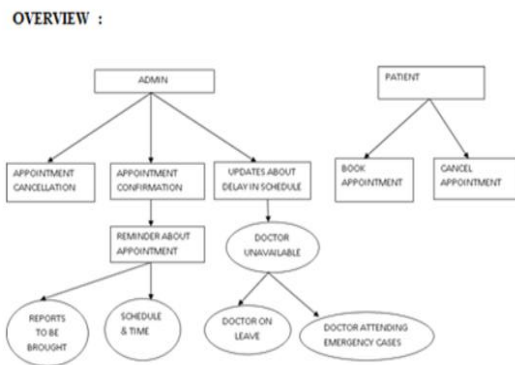 OVERVIEW :
ADMIN
PATIENT
APPOINTMENT
CANCELLATION
APPOINTMENT
CONFIRMATION
UPDATES ABOUT
DELAY IN SCHEDULE
BOOK
APPOINTMENT
CANCEL
APPOINTMENT
REMINDER ABOUT
APPOINTMENT
DOCTOR
UNAVAILABLE
REPORTS
TO BE
BROUGHT
SCHEDULE
& TIME
DOCTOR ON
LEAVE
DOCTOR ATTENDING
EMERGENCY CASES